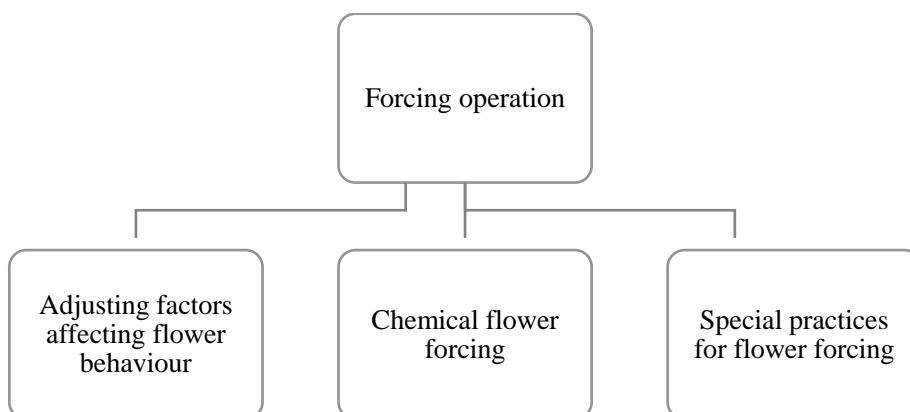 Forcing operation
Adjusting factors
affecting flower
behaviour
Chemical flower
forcing
Special practices
for flower forcing